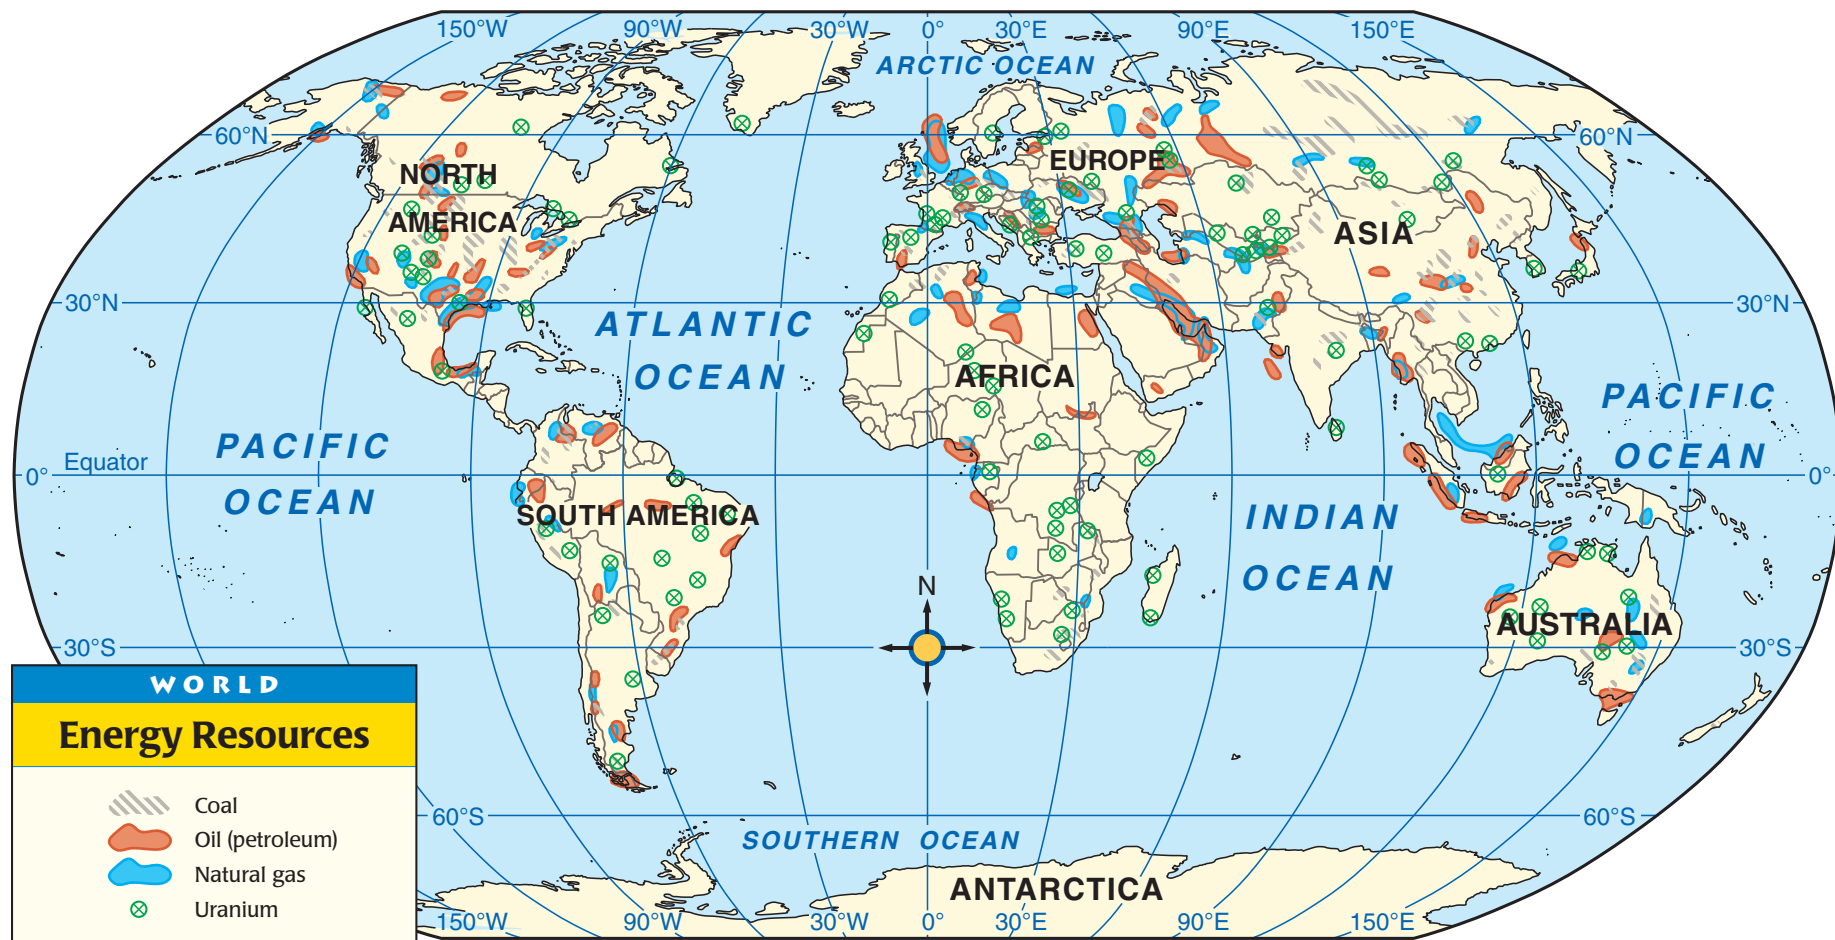 150°W 90°W 30°W 0° 30°E 90°E 150°E
ARCTIC OCEAN
60°N 60°N
EUROPE
NORTH
AMERICA
ASIA
30°N 30°N
ATLANTIC
OCEAN
AFRICA
PACIFIC
OCEAN
PACIFIC
OCEAN
Equator
0° 0°
SOUTH AMERICA
INDIAN
OCEAN
N
AUSTRALIA
30°S 30°S
WORLD
Energy Resources
Coal
Oil (petroleum)
Natural gas
Uranium
60°S 60°S
SOUTHERN OCEAN
ANTARCTICA
150°W 90°W 30°W 0° 30°E 90°E 150°E